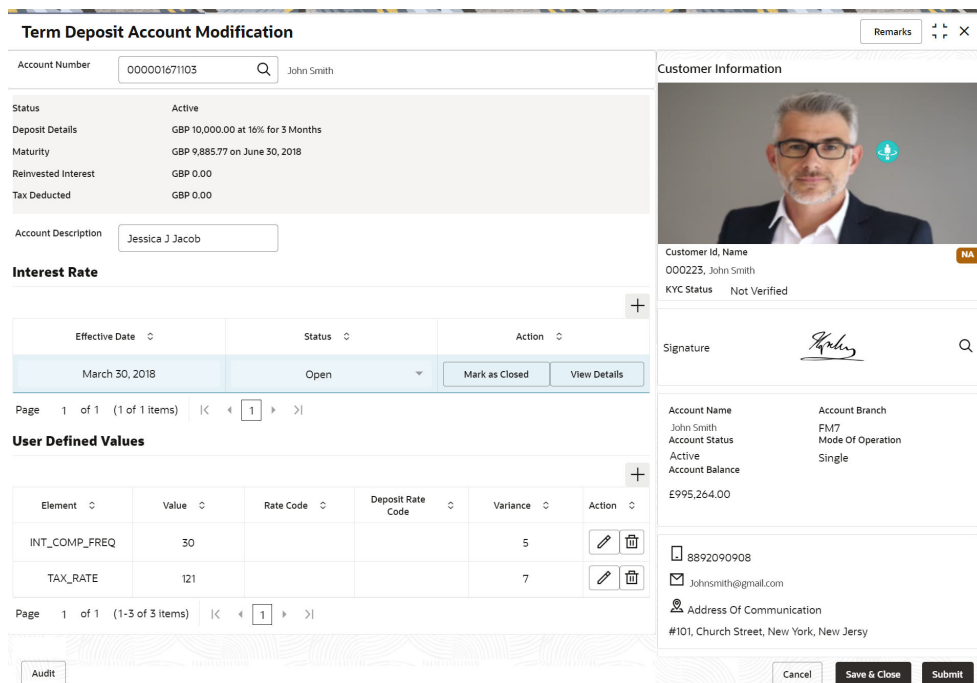 Term Deposit Account Modification
Remarks
Account Number 000001671103 John Smith
Status Active
Deposit Details GBP 10,000.00 at 16% for 3 Months
Maturity GBP 9,885.77 on June 30, 2018
Reinvested Interest GBP 0.00
Tax Deducted GBP 0.00
Account Description Jessica J Jacob
Interest Rate
Effective Date Status Action
March 30, 2018 Open Mark as Closed View Details
Page 1 of 1 (1 of 1 items) 1
User Defined Values
Element Value Rate Code Deposit Rate Code Variance Action
INT_COMP_FREQ 30 5
TAX_RATE 121 7
Page 1 of 1 (1-3 of 3 items) 1
Audit
Customer Information
Customer Id, Name
NA
000223, John Smith
KYC Status Not Verified
Signature
Account Name Account Branch
John Smith FM7
Account Status Mode Of Operation
Active Single
Account Balance
£995,264.00
8892090908
Johnsmith@gmail.com
Address Of Communication
#101, Church Street, New York, New Jersy
Cancel Save & Close Submit